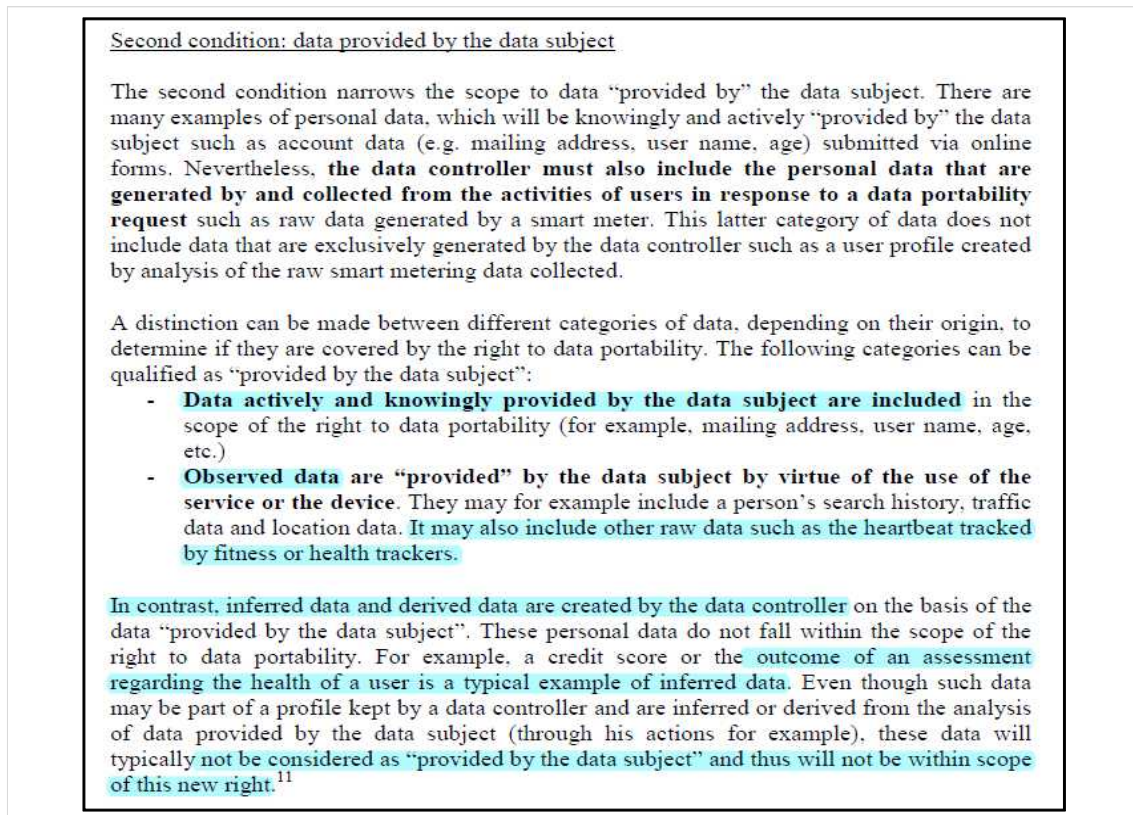 Second condition: data provided by the data subject
The second condition narrows the scope to data “provided by” the data subject. There are
many examples of personal data, which will be knowingly and actively “provided by” the data
subject such as account data (e.g. mailing address, user name, age) submitted via online
forms. Nevertheless, the data controller must also include the personal data that are
generated by and collected from the activities of users in response to a data portability
request such as raw data generated by a smart meter. This latter category of data does not
include data that are exclusively generated by the data controller such as a user profile created
by analysis of the raw smart metering data collected.
A distinction can be made between different categories of data, depending on their origin, to
determine if they are covered by the right to data portability. The following categories can be
qualified as “provided by the data subject”:
- Data actively and knowingly provided by the data subject are included in the
scope of the right to data portability (for example, mailing address, user name, age,
etc.)
- Observed data are “provided” by the data subject by virtue of the use of the
service or the device. They may for example include a person’s search history, traffic
data and location data. It may also include other raw data such as the heartbeat tracked
by fitness or health trackers.
In contrast, inferred data and derived data are created by the data controller on the basis of the
data “provided by the data subject”. These personal data do not fall within the scope of the
right to data portability. For example, a credit score or the outcome of an assessment
regarding the health of a user is a typical example of inferred data. Even though such data
may be part of a profile kept by a data controller and are inferred or derived from the analysis
of data provided by the data subject (through his actions for example), these data will
typically not be considered as “provided by the data subject” and thus will not be within scope
of this new right.11